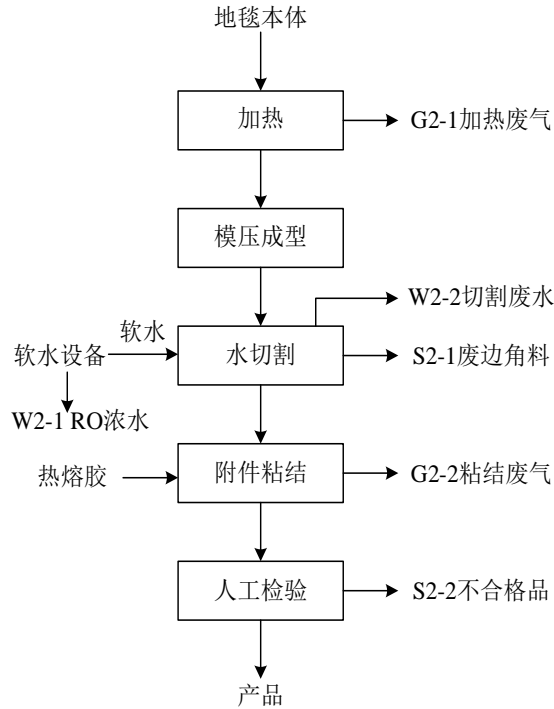 地毯本体
加热
G2-1加热废气
模压成型
W2-2切割废水
软水
软水设备
水切割
S2-1废边角料
W2-1 RO浓水
热熔胶
附件粘结
G2-2粘结废气
人工检验
S2-2不合格品
产品